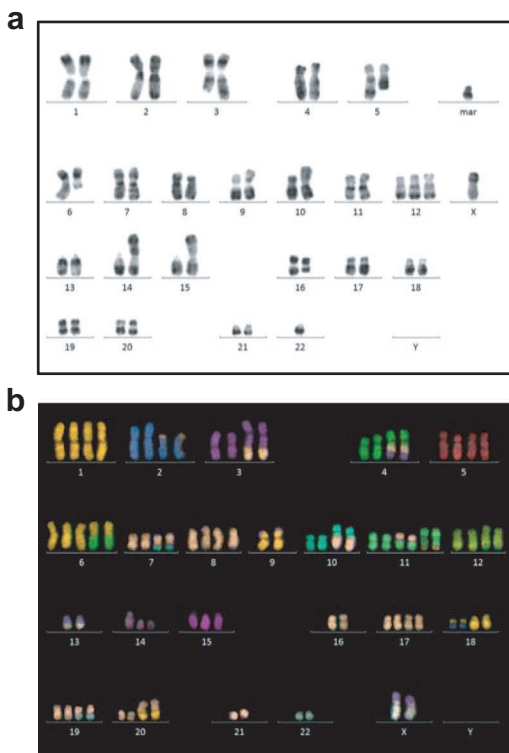 a
1 2 3 4 5 mar
6 7 8 9 10 11 12 X
13 14 15 16 17 18
19 20 21 22 Y
b
1 2 3 4 5
6 7 8 9 10 11 12
13 14 15 16 17 18
19 20 21 22 X Y